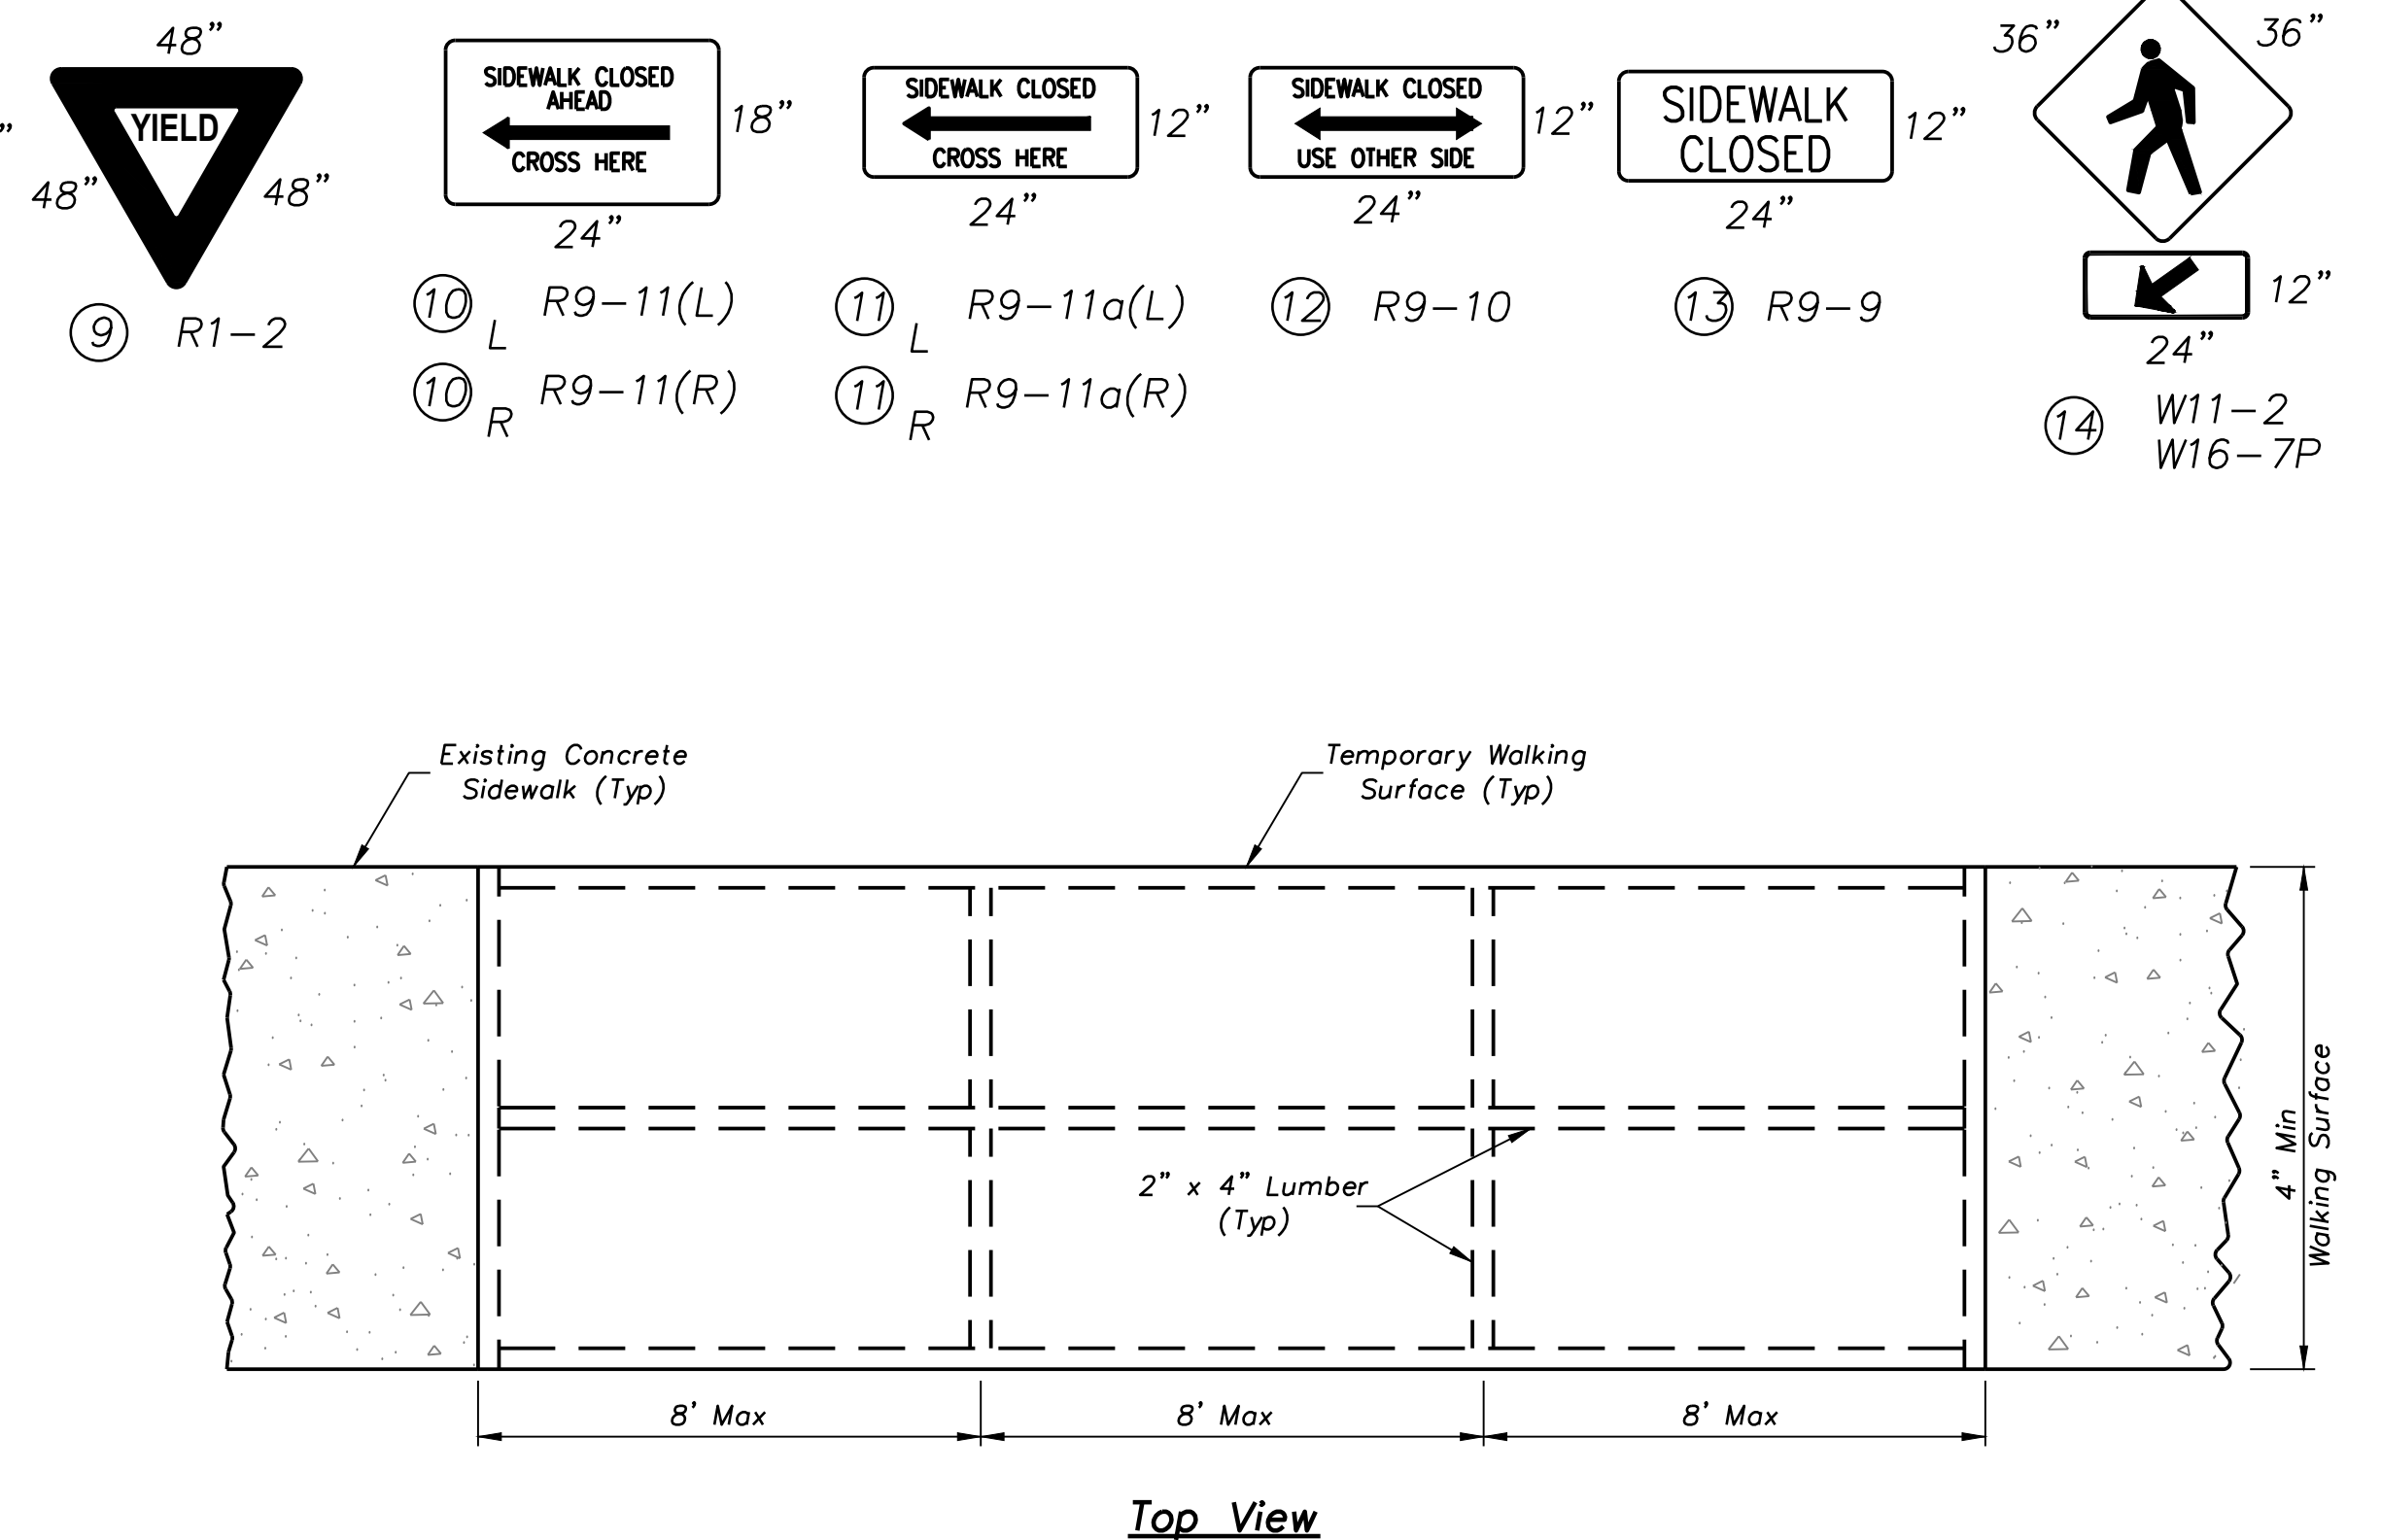 48”
”
48”
48”
YIELD
9 R1-2
SIDEWALK CLOSED
AHEAD
CROSS HERE
18”
24”
10 L R9-11(L)
10 R R9-11(R)
SIDEWALK CLOSED
CROSS HERE
12”
24”
11 L R9-11a(L)
11 R R9-11a(R)
SIDEWALK CLOSED
USE OTHER SIDE
12”
24”
12 R9-10
SIDEWALK
CLOSED
12”
24”
13 R9-9
36”
36”
12”
24”
14 W11-2
W16-7P
Existing Concrete
Sidewalk (Typ)
Temporary Walking
Surface (Typ)
2” x 4” Lumber
(Typ)
4” Min
Walking Surface
8’ Max
8’ Max
8’ Max
Top View